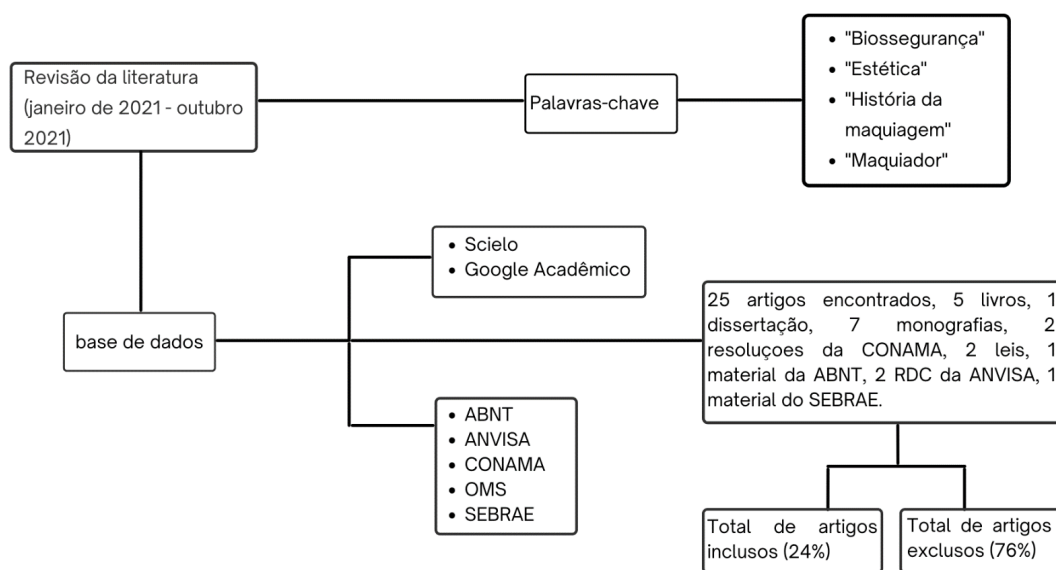 Revisão da literatura
(janeiro de 2021 - outubro
2021)
Palavras-chave
• "Biossegurança"
• "Estética"
• "História da
maquiagem"
• "Maquiador"
base de dados
• Scielo
• Google Acadêmico
• ABNT
• ANVISA
• CONAMA
• OMS
• SEBRAE
25 artigos encontrados, 5 livros, 1
dissertação, 7 monografias, 2
resoluçoes da CONAMA, 2 leis, 1
material da ABNT, 2 RDC da ANVISA, 1
material do SEBRAE.
Total de artigos
inclusos (24%)
Total de artigos
exclusos (76%)